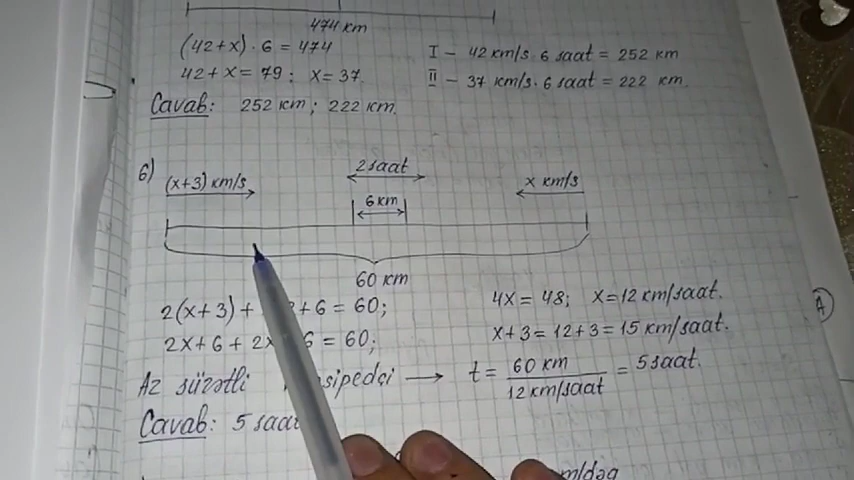 474 km
(42+x) · 6 = 474
42+x = 79; x = 37.
I – 42 km/s · 6 saat = 252 km
II – 37 km/s · 6 saat = 222 km.
Cavab: 252 km; 222 km.
6)
(x+3) km/s
2 saat
x km/s
6 km
60 km
2(x+3) + +6 = 60;
2x+6 + 2x 6 = 60;
4x = 48; x = 12 km/saat.
x+3 = 12+3 = 15 km/saat.
Az sürətli → t = 60 km / 12 km/saat = 5 saat.
Cavab: 5 saat
A
m/dəq